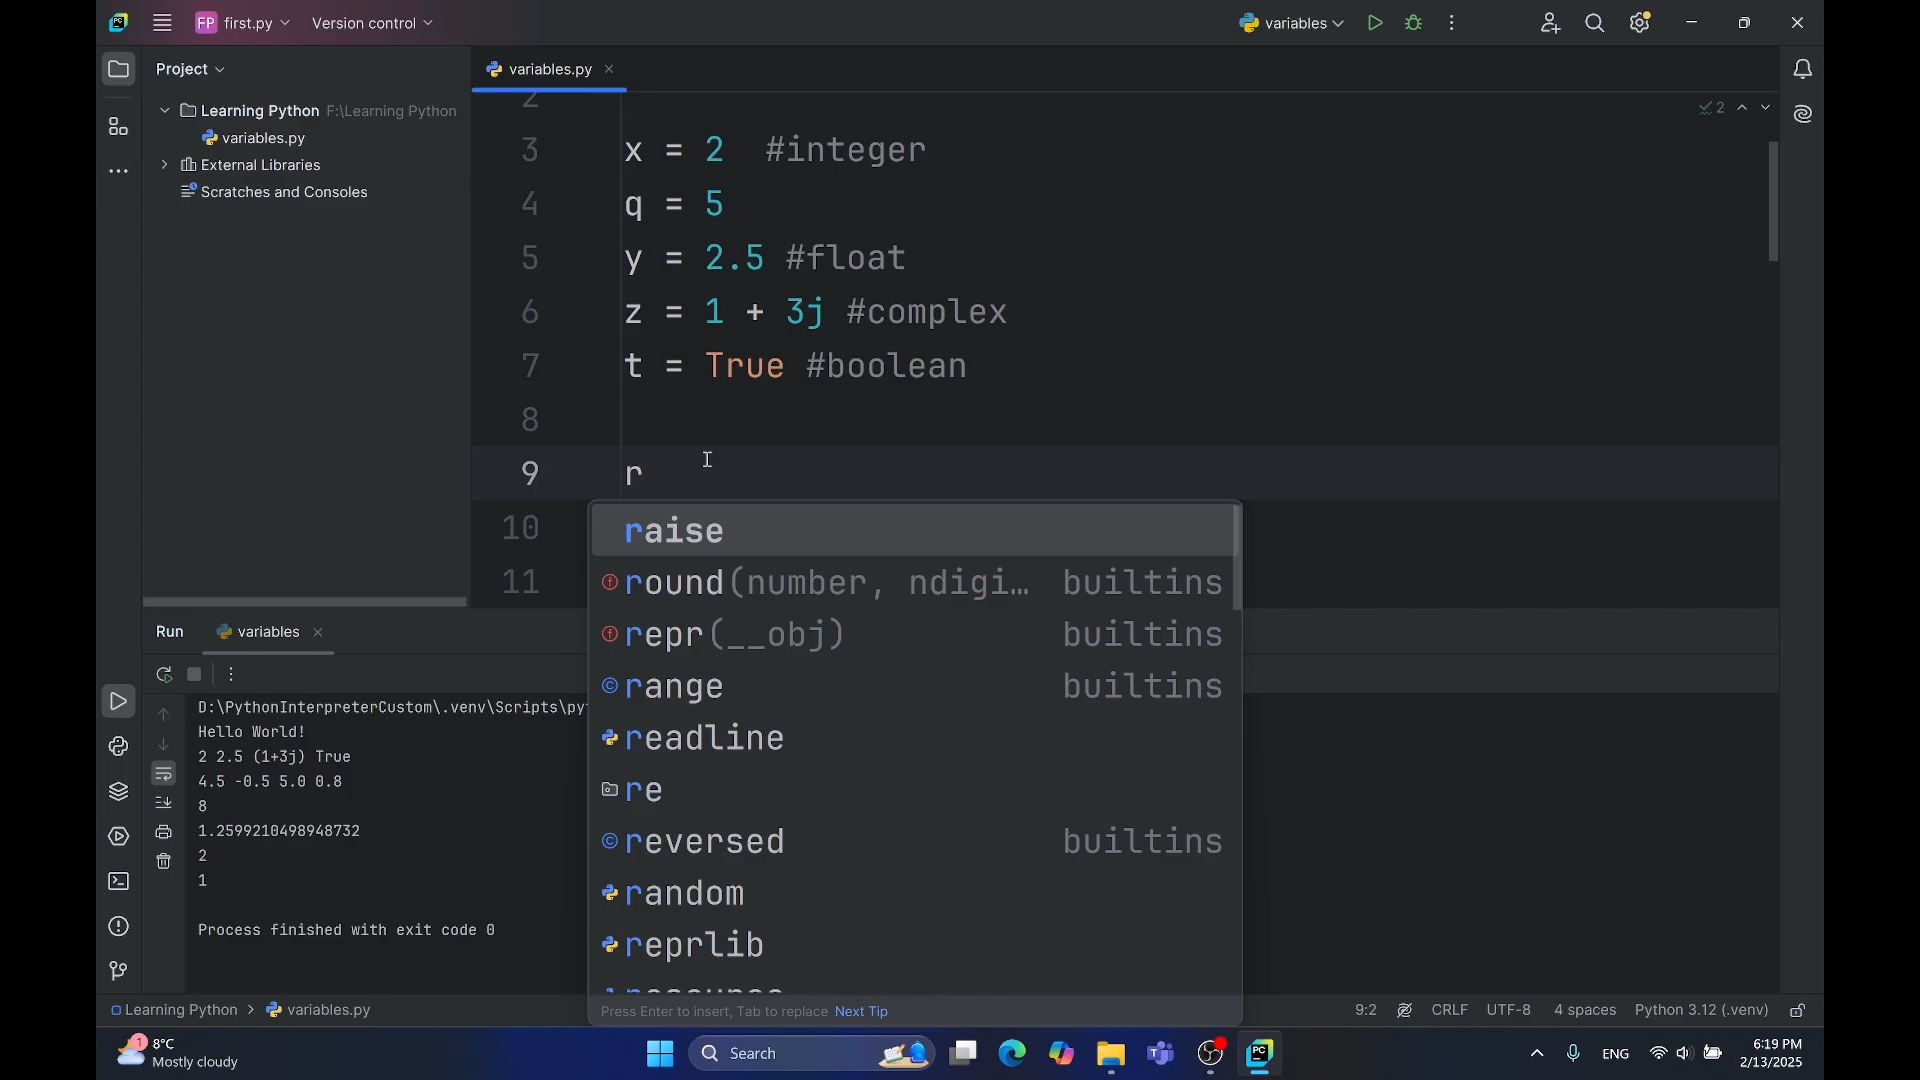 FP first.py Version control variables
Project
variables.py
Learning Python F:\Learning Python
variables.py
External Libraries
Scratches and Consoles
2
2
3 x = 2 #integer
4 q = 5
5 y = 2.5 #float
6 z = 1 + 3j #complex
7 t = True #boolean
8
9 r
10
11
raise
round(number, ndigi… builtins
repr(__obj) builtins
range builtins
readline
re
reversed builtins
random
reprlib
Press Enter to insert, Tab to replace Next Tip
Run variables
D:\PythonInterpreterCustom\.venv\Scripts\py
Hello World!
2 2.5 (1+3j) True
4.5 -0.5 5.0 0.8
8
1.2599210498948732
2
1
Process finished with exit code 0
Learning Python > variables.py
9:2 CRLF UTF-8 4 spaces Python 3.12 (.venv)
1
8°C
Mostly cloudy
Search
ENG
6:19 PM
2/13/2025